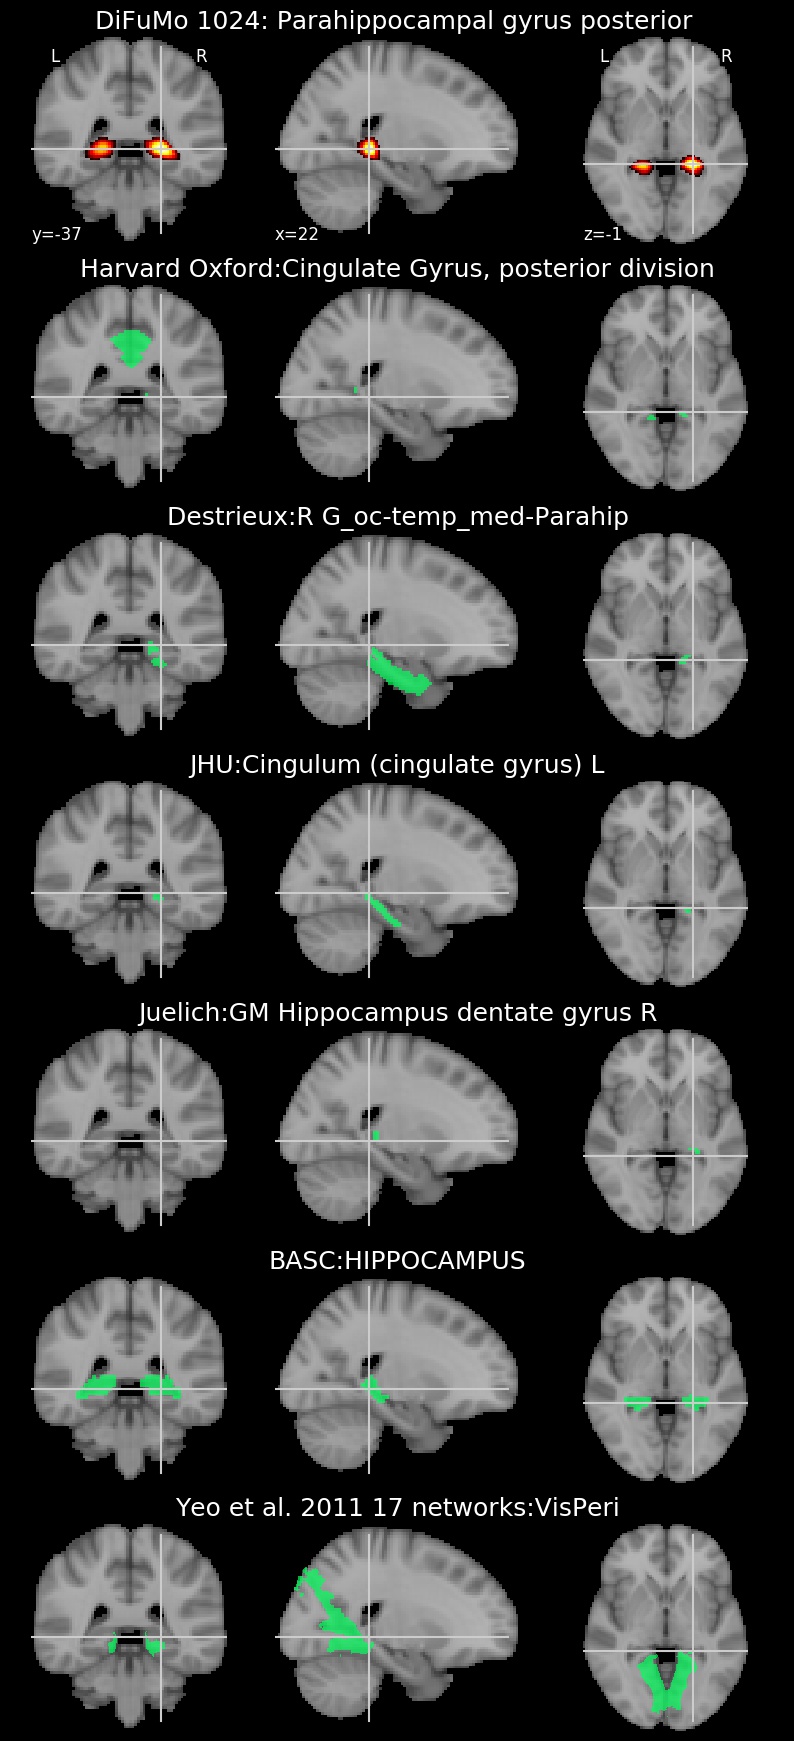 DiFuMo 1024: Parahippocampal gyrus posterior
L R L R
y=-37 x=22 z=-1
Harvard Oxford:Cingulate Gyrus, posterior division
Destrieux:R G_oc-temp_med-Parahip
JHU:Cingulum (cingulate gyrus) L
Juelich:GM Hippocampus dentate gyrus R
BASC:HIPPOCAMPUS
Yeo et al. 2011 17 networks:VisPeri